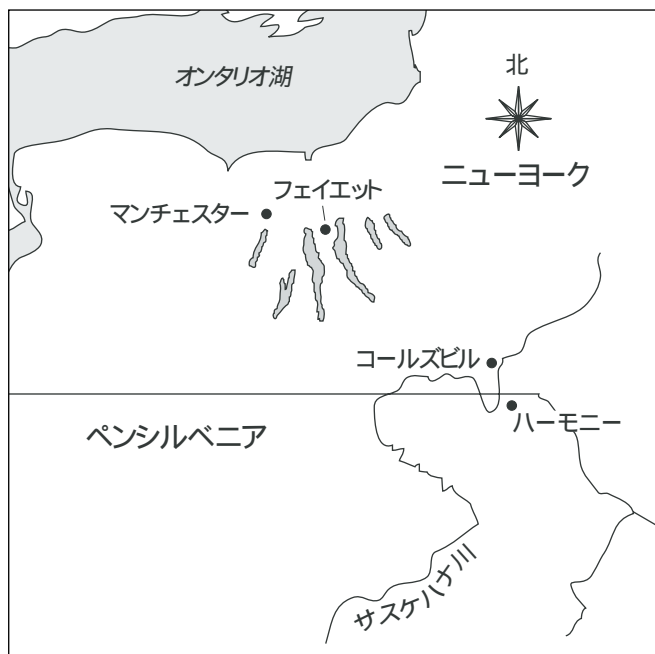 オンタリオ湖
北
ニューヨーク
フェイエット
マンチェスター
コールズビル
ハーモニー
ペンシルベニア
サスケハナ川